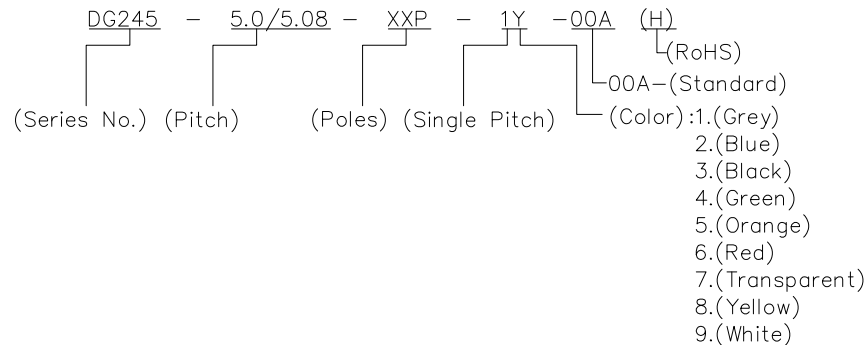 DG245 - 5.0/5.08 - XXP - 1Y -00A (H)
(RoHS)
00A-(Standard)
(Series No.) (Pitch) (Poles) (Single Pitch) (Color):1.(Grey)
2.(Blue)
3.(Black)
4.(Green)
5.(Orange)
6.(Red)
7.(Transparent)
8.(Yellow)
9.(White)